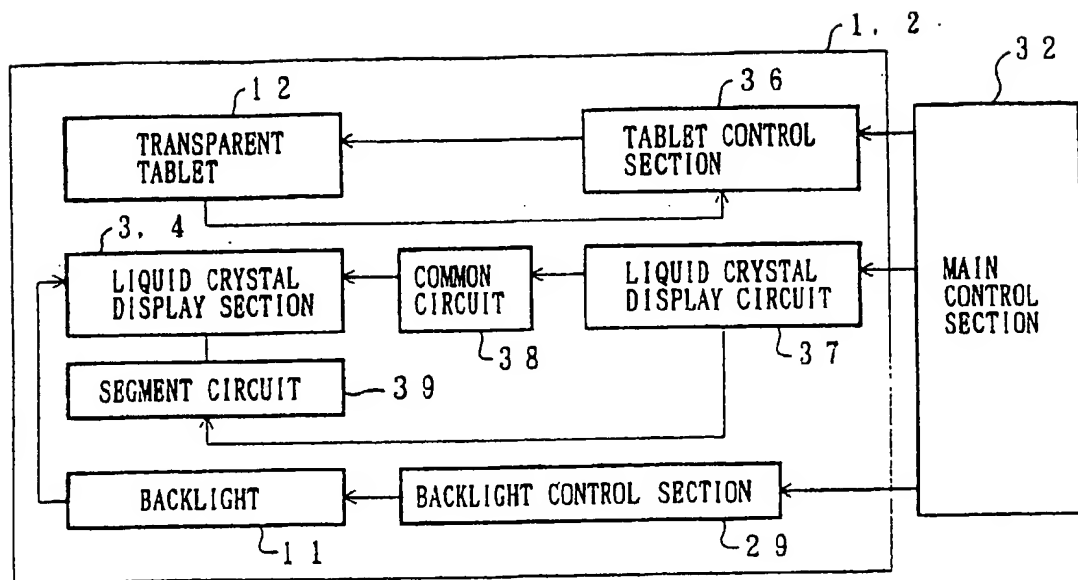 1, 2
32
12
36
TRANSPARENT
TABLET
TABLET CONTROL
SECTION
3, 4
LIQUID CRYSTAL
DISPLAY SECTION
COMMON
CIRCUIT
LIQUID CRYSTAL
DISPLAY CIRCUIT
MAIN
CONTROL
SECTION
38
37
SEGMENT CIRCUIT
39
BACKLIGHT
BACKLIGHT CONTROL SECTION
11
29